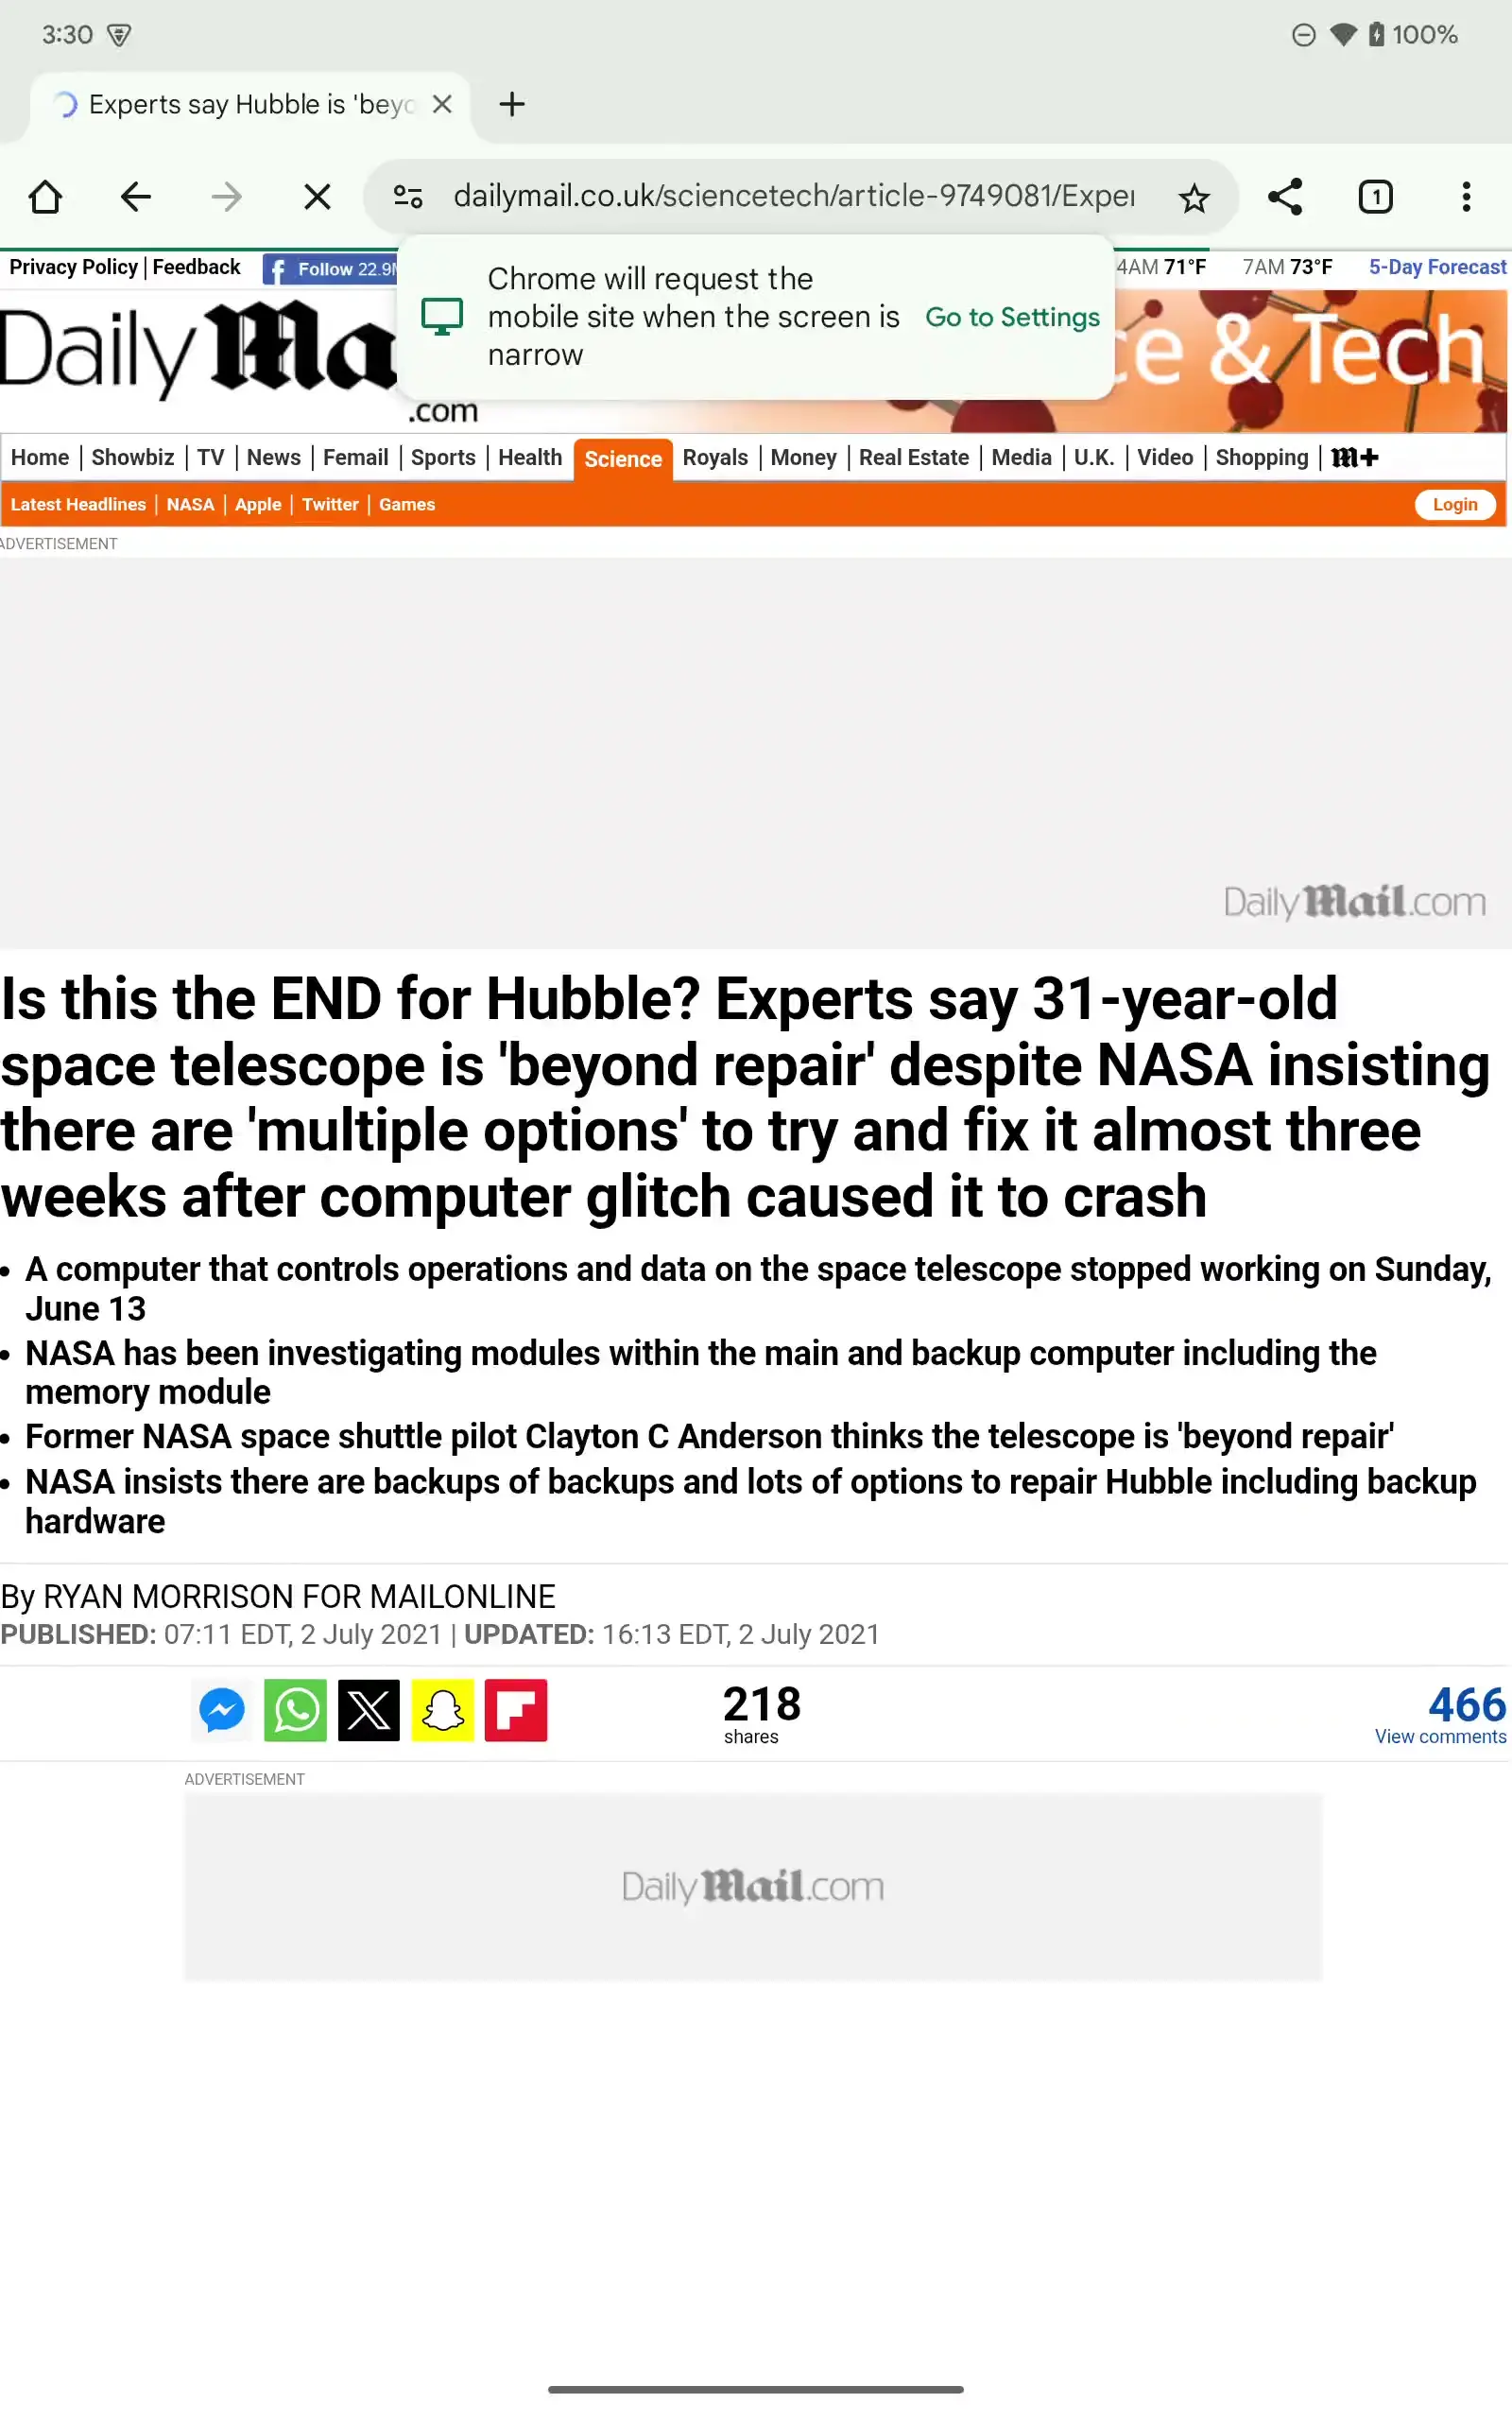 3:30
100%
Experts say Hubble is 'beyo
dailymail.co.uk/sciencetech/article-9749081/Exper
1
Chrome will request the
mobile site when the screen is
narrow
Go to Settings
Privacy Policy | Feedback
Follow 22.9
4AM 71°F 7AM 73°F 5-Day Forecast
Daily Ma
.com
e & Tech
Home | Showbiz | TV | News | Femail | Sports | Health Science Royals | Money | Real Estate | Media | U.K. | Video | Shopping | M+
Latest Headlines | NASA | Apple | Twitter | Games
Login
ADVERTISEMENT
Daily Mail.com
Is this the END for Hubble? Experts say 31-year-old
space telescope is 'beyond repair' despite NASA insisting
there are 'multiple options' to try and fix it almost three
weeks after computer glitch caused it to crash
• A computer that controls operations and data on the space telescope stopped working on Sunday,
June 13
• NASA has been investigating modules within the main and backup computer including the
memory module
• Former NASA space shuttle pilot Clayton C Anderson thinks the telescope is 'beyond repair'
• NASA insists there are backups of backups and lots of options to repair Hubble including backup
hardware
By RYAN MORRISON FOR MAILONLINE
PUBLISHED: 07:11 EDT, 2 July 2021 | UPDATED: 16:13 EDT, 2 July 2021
218
shares
466
View comments
ADVERTISEMENT
Daily Mail.com